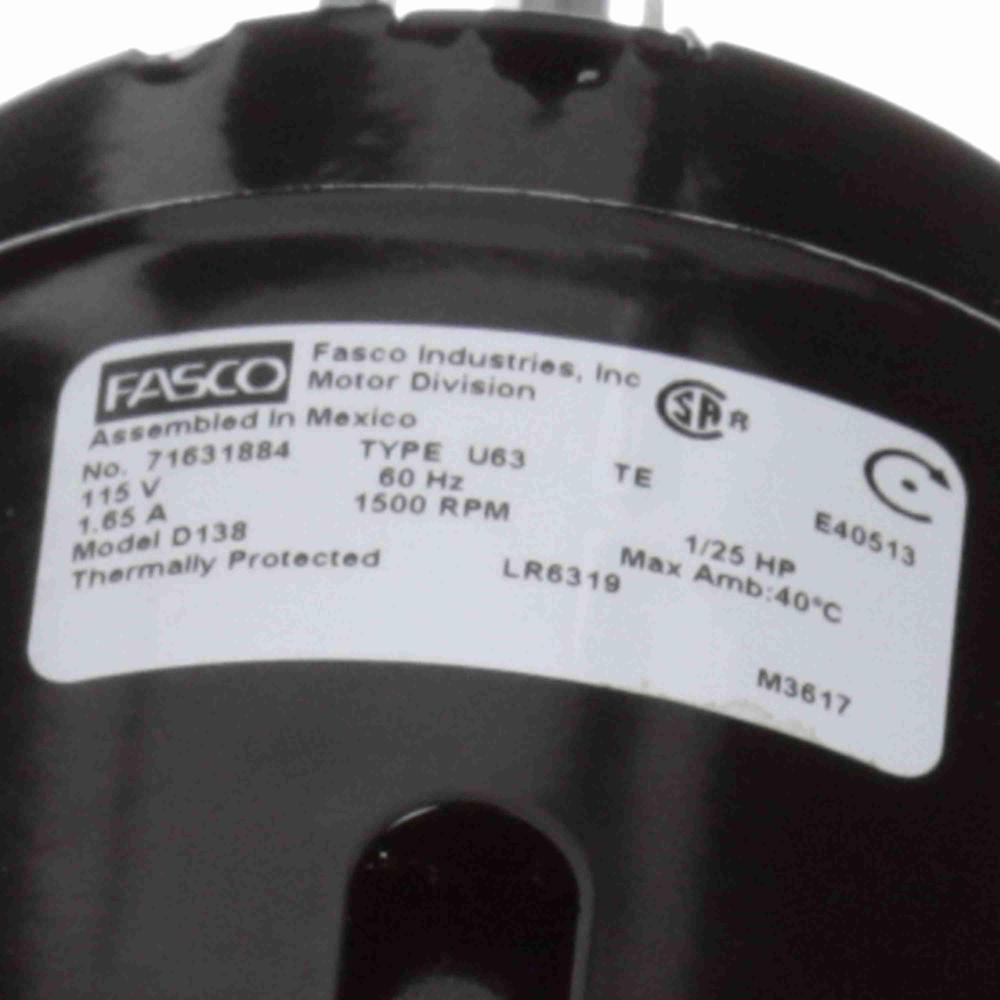 FASCO
Fasco Industries, Inc
Motor Division
Assembled In Mexico
No. 71631884 TYPE U63 TE
115 V 60 Hz
1.65 A 1500 RPM
Model D138 1/25 HP
Thermally Protected LR6319 Max Amb:40°C
SA R
E40513
M3617